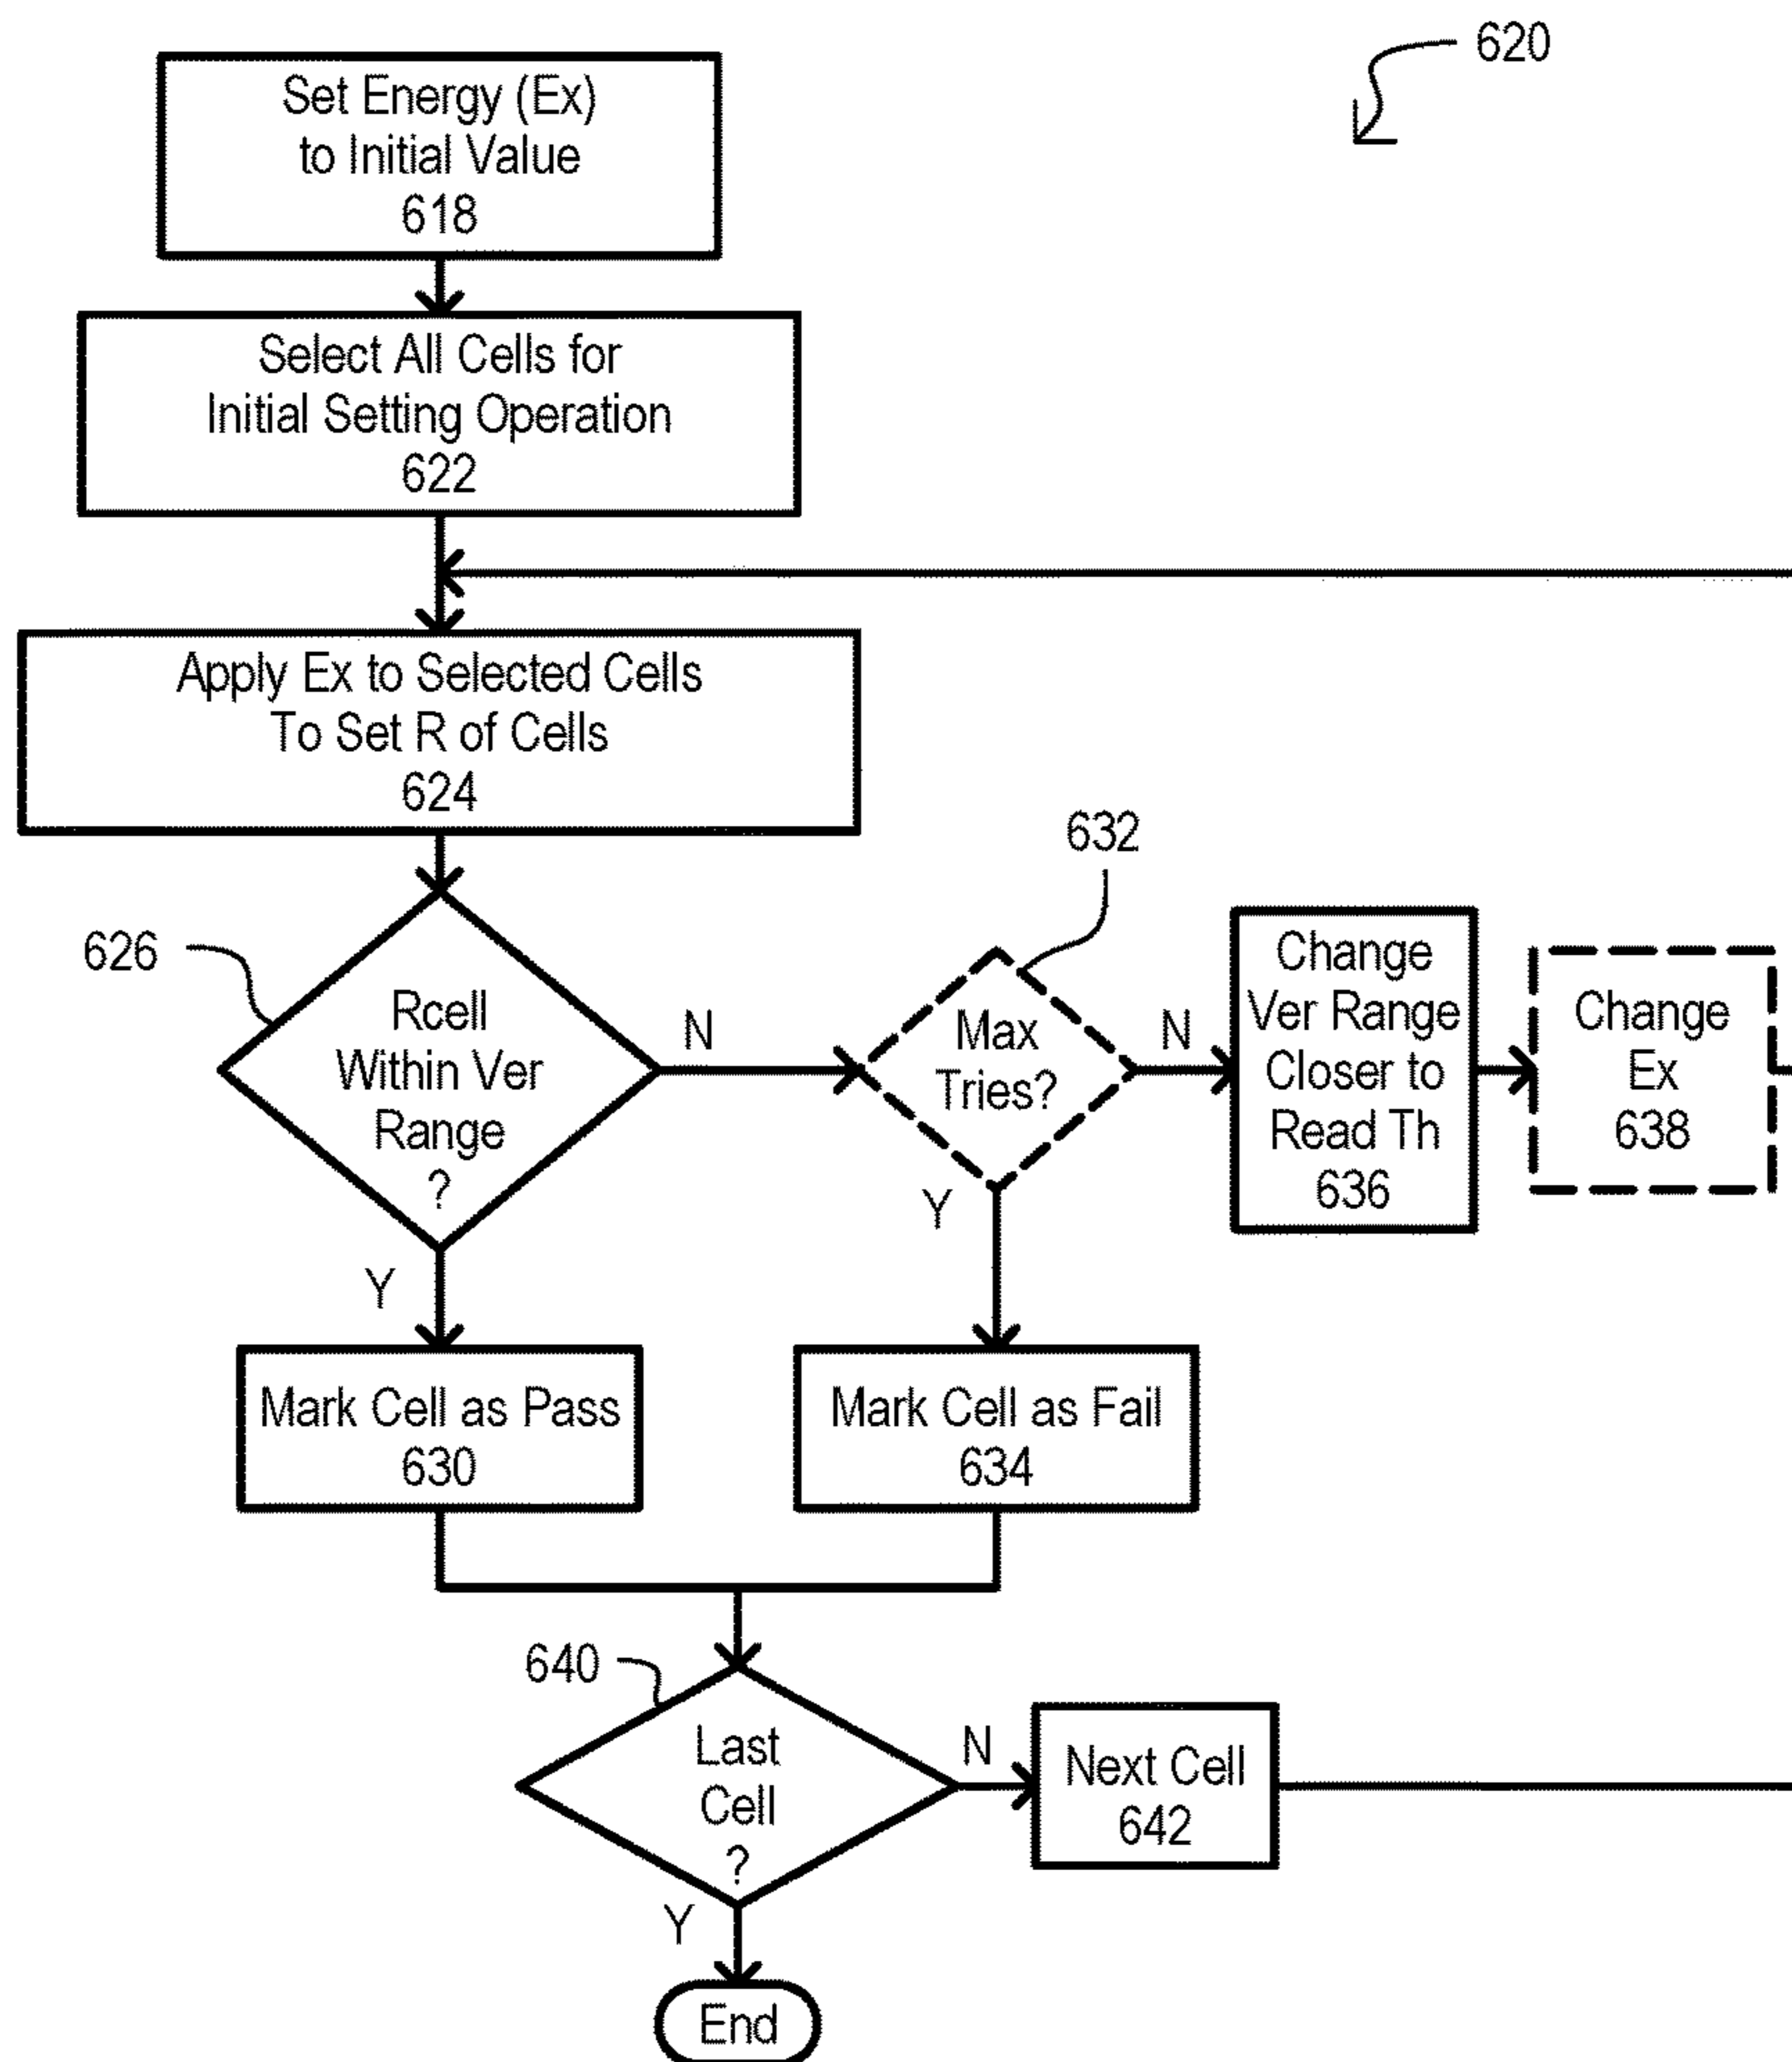 620
Set Energy (Ex)
to Initial Value
618
Select All Cells for
Initial Setting Operation
622
Apply Ex to Selected Cells
To Set R of Cells
624
632
626
Rcell
Within Ver
Range
?
N
Max
Tries?
N
Change
Ver Range
Closer to
Read Th
636
Change
Ex
638
Y
Y
Mark Cell as Pass
630
Mark Cell as Fail
634
640
Last
Cell
?
N
Next Cell
642
Y
End